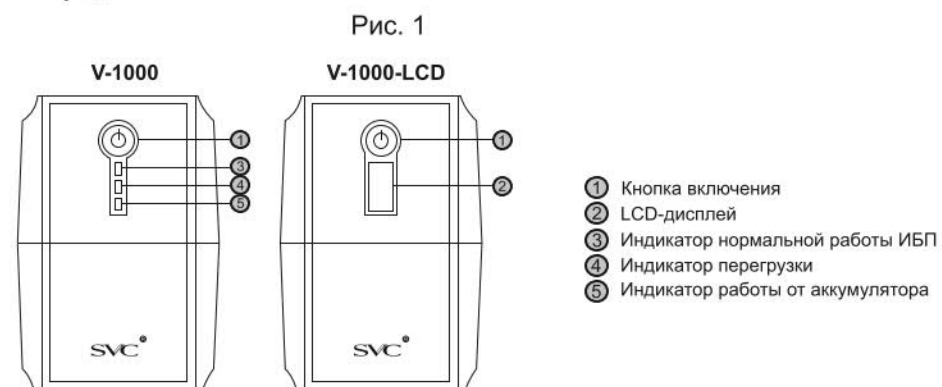 Рис. 1
V-1000
V-1000-LCD
1
3
4
5
1
2
SVC®
SVC®
1 Кнопка включения
2 LCD-дисплей
3 Индикатор нормальной работы ИБП
4 Индикатор перегрузки
5 Индикатор работы от аккумулятора